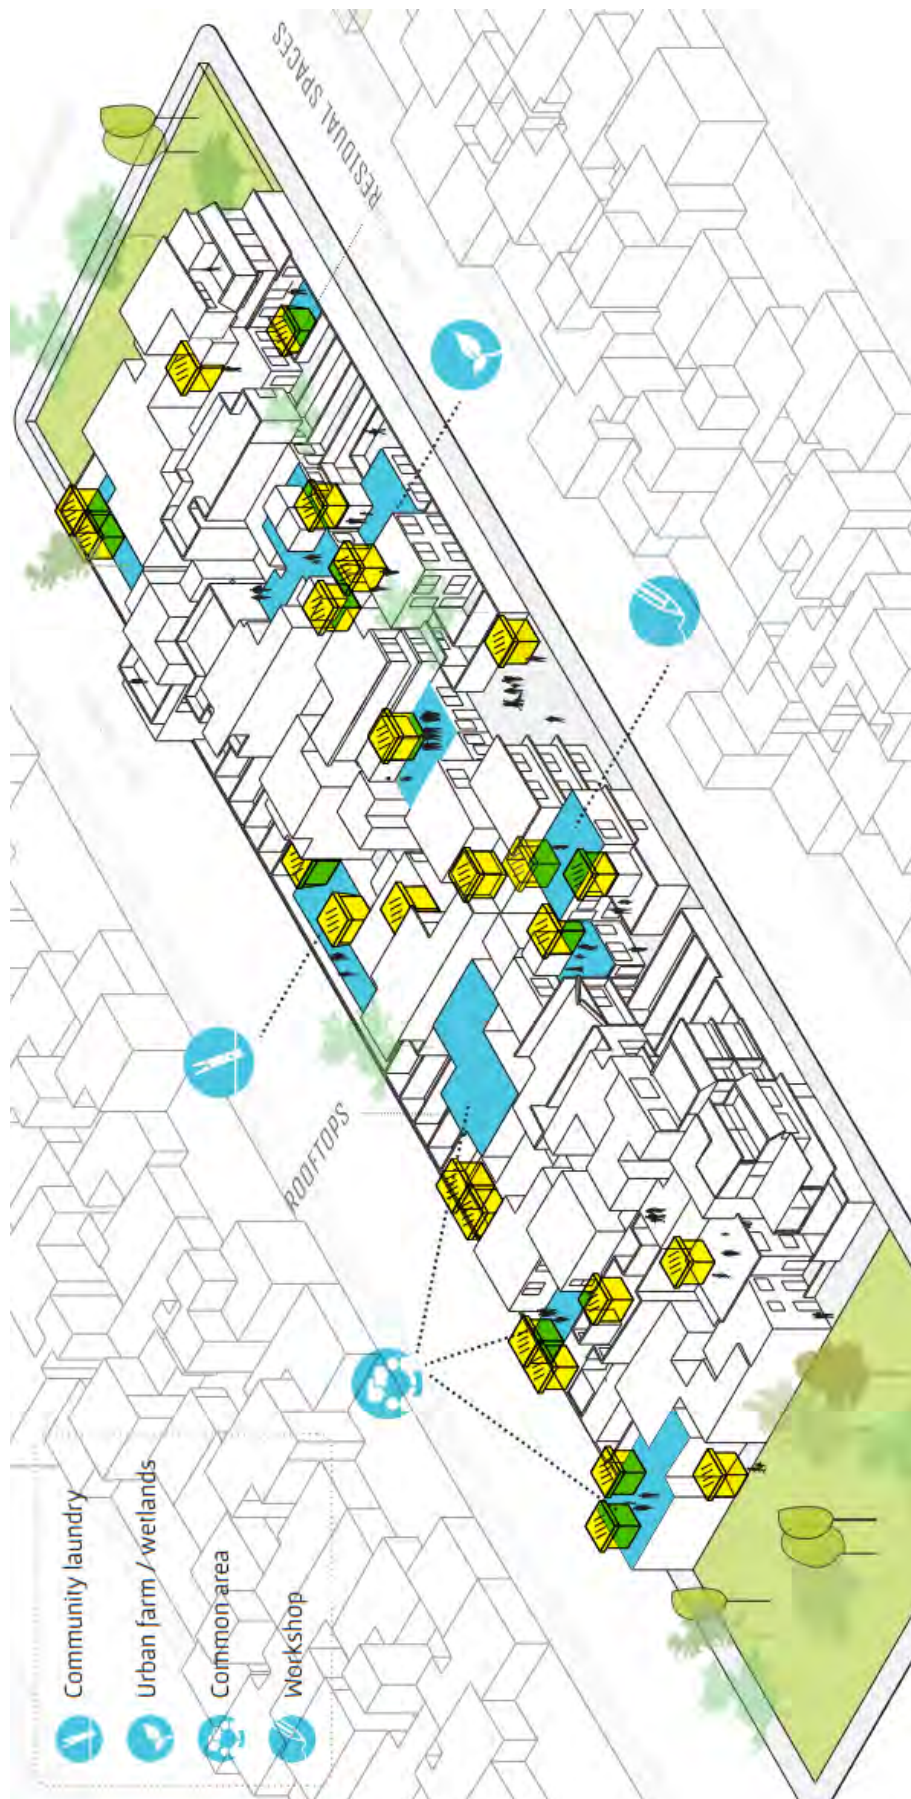 RESIDUAL SPACES
ROOFTOPS
Community laundry
Urban farm / wetlands
Common area
Workshop